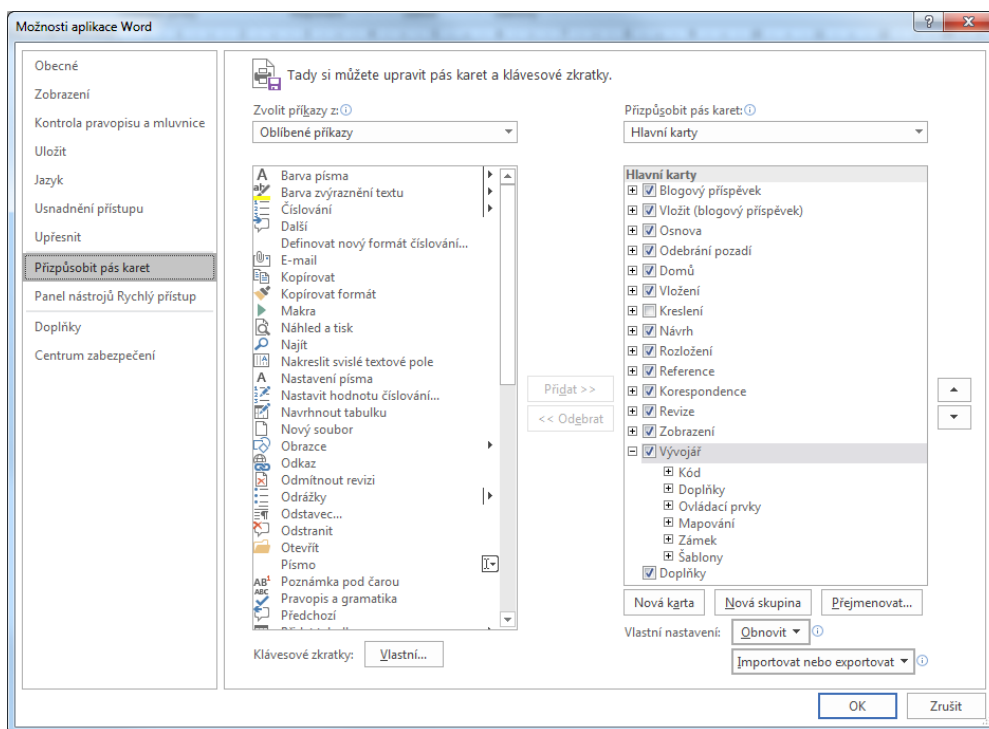 Možnosti aplikace Word
Obecné
Zobrazení
Kontrola pravopisu a mluvnice
Uložit
Jazyk
Usnadnění přístupu
Upřesnit
Přizpůsobit pás karet
Panel nástrojů Rychlý přístup
Doplňky
Centrum zabezpečení
Tady si můžete upravit pás karet a klávesové zkratky.
Zvolit příkazy z:
Oblíbené příkazy
Barva písma
Barva zvýraznění textu
Číslování
Další
Definovat nový formát číslování...
E-mail
Kopírovat
Kopírovat formát
Makra
Náhled a tisk
Najít
Nakreslit svislé textové pole
Nastavení písma
Nastavit hodnotu číslování...
Navrhnout tabulku
Nový soubor
Obrazce
Odkaz
Odmítnout revizi
Odrážky
Odstavec...
Odstranit
Otevřít
Písmo
Poznámka pod čarou
Pravopis a gramatika
Předchozí
Klávesové zkratky: Vlastní...
Přidat >>
<< Odebrat
Přizpůsobit pás karet:
Hlavní karty
Hlavní karty
Blogový příspěvek
Vložit (blogový příspěvek)
Osnova
Odebrání pozadí
Domů
Vložení
Kreslení
Návrh
Rozložení
Reference
Korespondence
Revize
Zobrazení
Vývojář
Kód
Doplňky
Ovládací prvky
Mapování
Zámek
Šablony
Doplňky
Nová karta Nová skupina Přejmenovat...
Vlastní nastavení: Obnovit
Importovat nebo exportovat
OK Zrušit